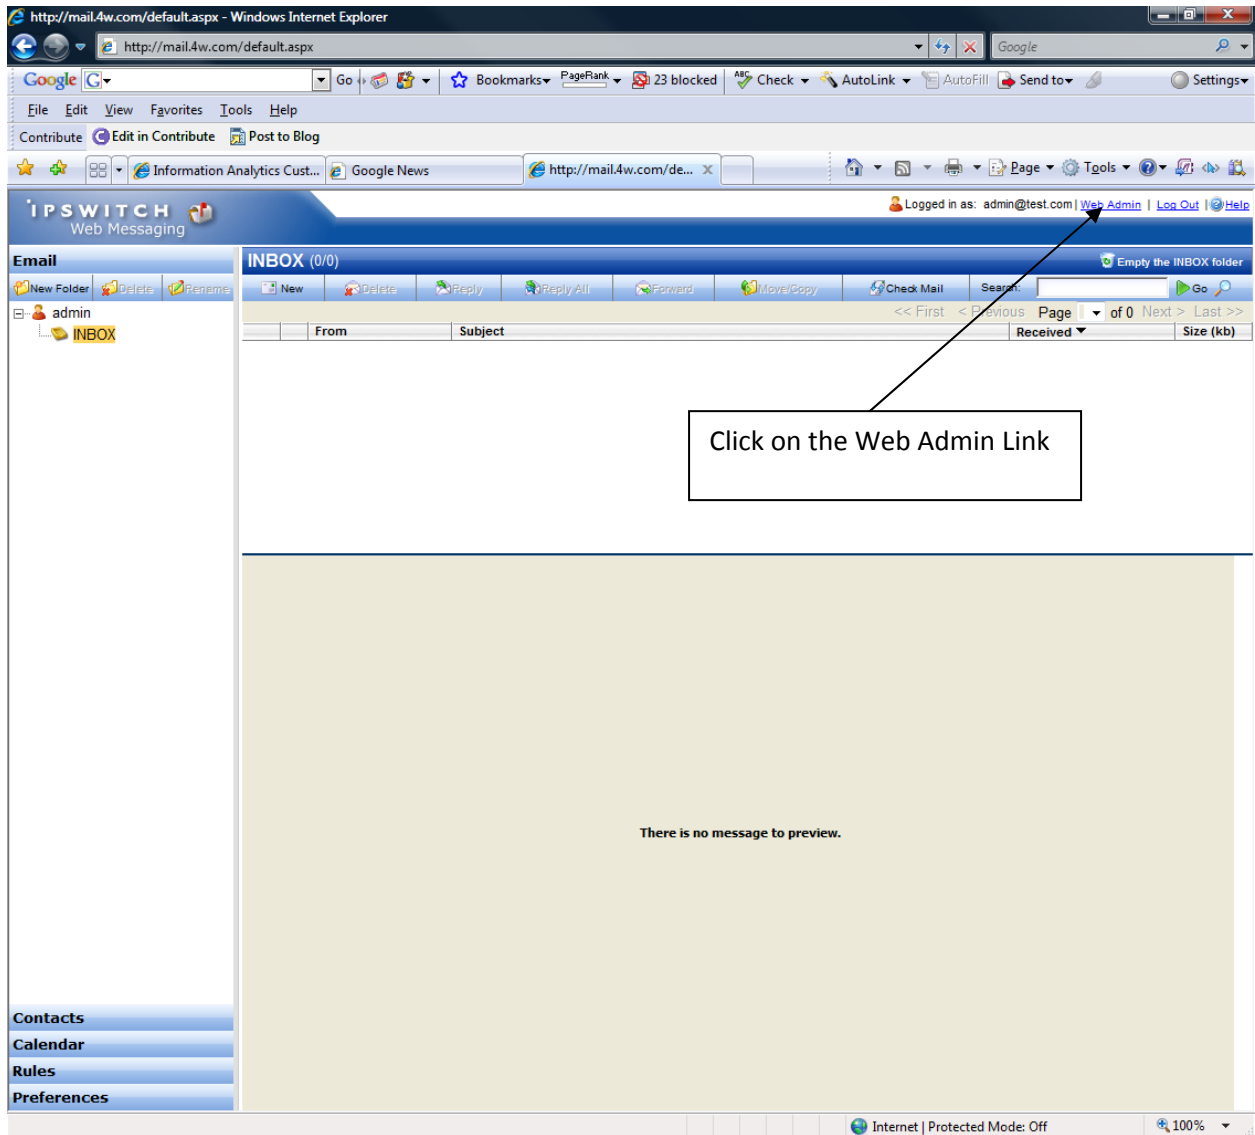 http://mail.4w.com/default.aspx - Windows Internet Explorer
http://mail.4w.com/default.aspx
Google
Google G Go Bookmarks PageRank 23 blocked ABC Check AutoLink AutoFill Send to Settings
File Edit View Favorites Tools Help
Contribute Edit in Contribute Post to Blog
Information Analytics Cust... Google News http://mail.4w.com/de... X Page Tools
IPSWITCH
Web Messaging
Logged in as: admin@test.com | Web Admin | Log Out | Help
Email
INBOX (0/0) Empty the INBOX folder
New Folder Delete Rename New Delete Reply Reply All Forward Move/Copy Check Mail Search: Go
admin
<< First < Previous Page of 0 Next > Last >>
INBOX
From Subject Received Size (kb)
Click on the Web Admin Link
There is no message to preview.
Contacts
Calendar
Rules
Preferences
Internet | Protected Mode: Off 100%